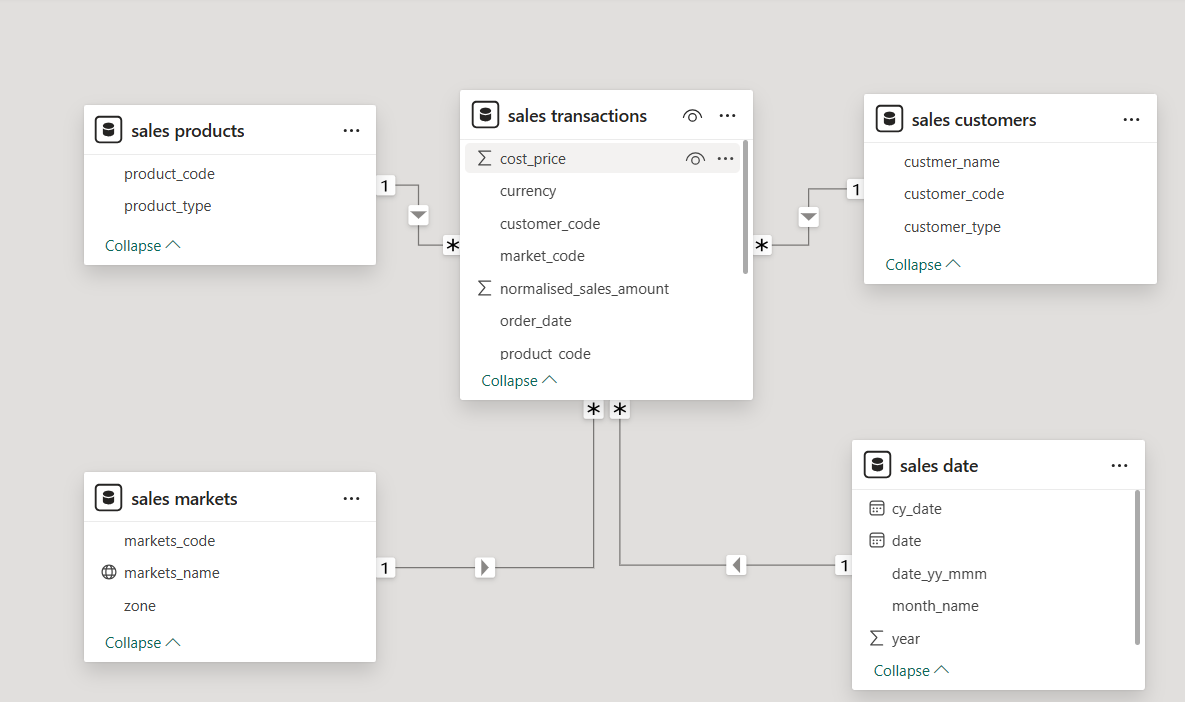 sales products
product_code
product_type
Collapse
1
*
sales transactions
cost_price
currency
customer_code
market_code
normalised_sales_amount
order_date
product_code
Collapse
* *
sales customers
custmer_name
customer_code
customer_type
Collapse
1
*
sales markets
markets_code
markets_name
zone
Collapse
1
sales date
cy_date
date
date_yy_mmm
month_name
year
Collapse
1